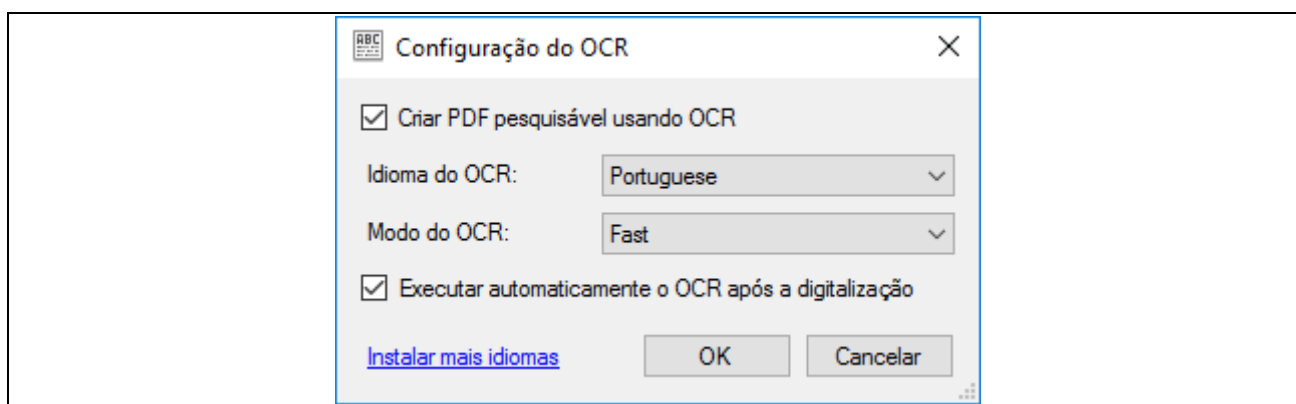 ABC
Configuração do OCR
Criar PDF pesquisável usando OCR
Idioma do OCR: Portuguese
Modo do OCR: Fast
Executar automaticamente o OCR após a digitalização
Instalar mais idiomas OK Cancelar